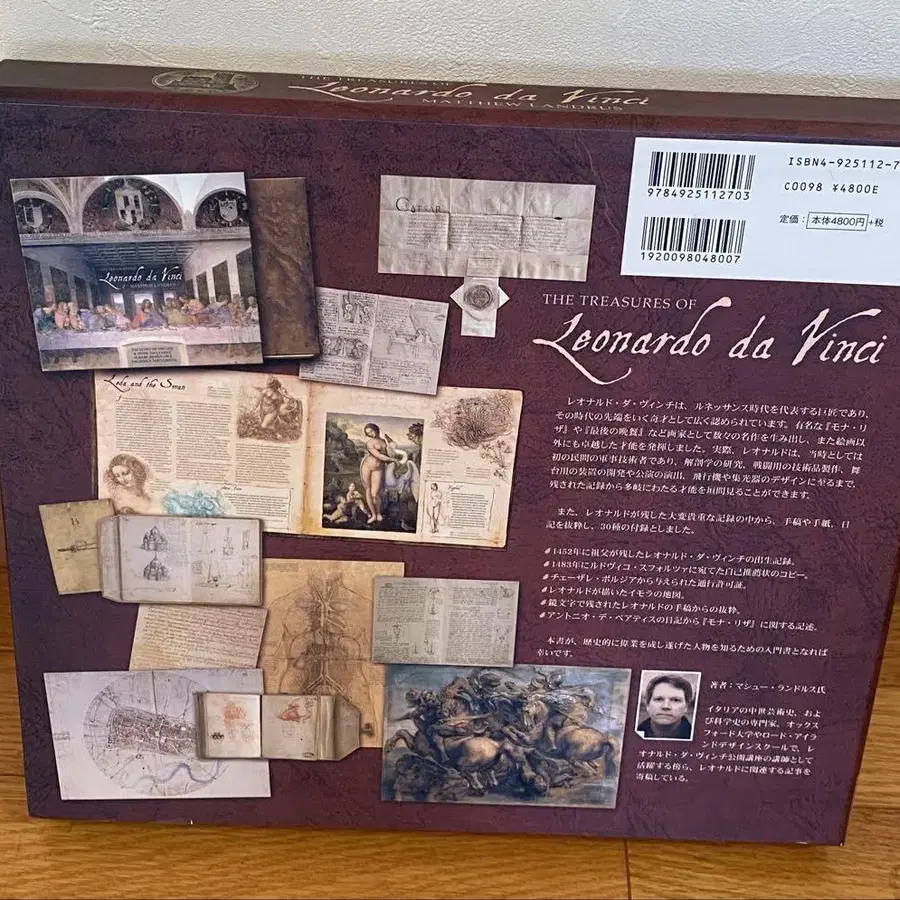 THE TREASURES OF
Leonardo da Vinci
MATTHEW LANDRUS
ISBN4-925112-7
9784925112703
C0098 ¥4800E
定価：本体4800円+税
1920098048007
Leonardo da Vinci
CAESAR
THE TREASURES OF
Leonardo da Vinci
Leda and the Swan
レオナルド・ダ・ヴィンチは、ルネッサンス時代を代表する巨匠であり、
その時代の先端をいく奇才として広く認められています。有名な『モナ・リ
ザ』や『最後の晩餐』など画家として数々の名作を生み出し、また絵画以
外にも卓越した才能を発揮しました。実際、レオナルドは、当時としては
初の民間の軍事技術者であり、解剖学の研究、戦闘用の技術品製作、舞
台用の装置の開発や公演の演出、飛行機や集光器のデザインに至るまで、
残された記録から多岐にわたる才能を垣間見ることができます。
また、レオナルドが残した大変貴重な記録の中から、手稿や手紙、日
記を抜粋し、30種の付録としました。
1452年に祖父が残したレオナルド・ダ・ヴィンチの出生記録。
1483年にルドヴィコ・スフォルツァに宛てた自己推薦状のコピー。
チェーザレ・ボルジアから与えられた通行許可証。
レオナルドが描いたイモラの地図。
鏡文字で残されたレオナルドの手稿からの抜粋。
アントニオ・デ・ベアティスの日記から『モナ・リザ』に関する記述。
本書が、歴史的に偉業を成し遂げた人物を知るための入門書となれば
幸いです。
著者：マシュー・ランドルス氏
イタリアの中世芸術史、およ
び科学史の専門家、オックス
フォード大学やロード・アイラ
ンドデザインスクールで、レ
オナルド・ダ・ヴィンチ公開講座の講師として
活躍する傍ら、レオナルドに関連する記事を
寄稿している。